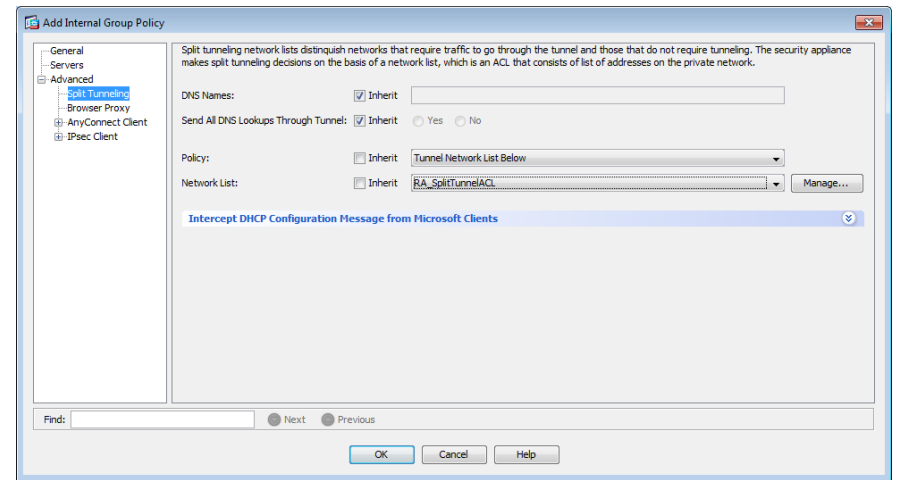 Add Internal Group Policy
General
Servers
Advanced
Split Tunneling
Browser Proxy
AnyConnect Client
IPsec Client
Split tunneling network lists distinquish networks that require traffic to go through the tunnel and those that do not require tunneling. The security appliance
makes split tunneling decisions on the basis of a network list, which is an ACL that consists of list of addresses on the private network.
DNS Names: Inherit
Send All DNS Lookups Through Tunnel: Inherit Yes No
Policy: Inherit Tunnel Network List Below
Network List: Inherit RA_SplitTunnelACL Manage...
Intercept DHCP Configuration Message from Microsoft Clients
Find: Next Previous
OK Cancel Help